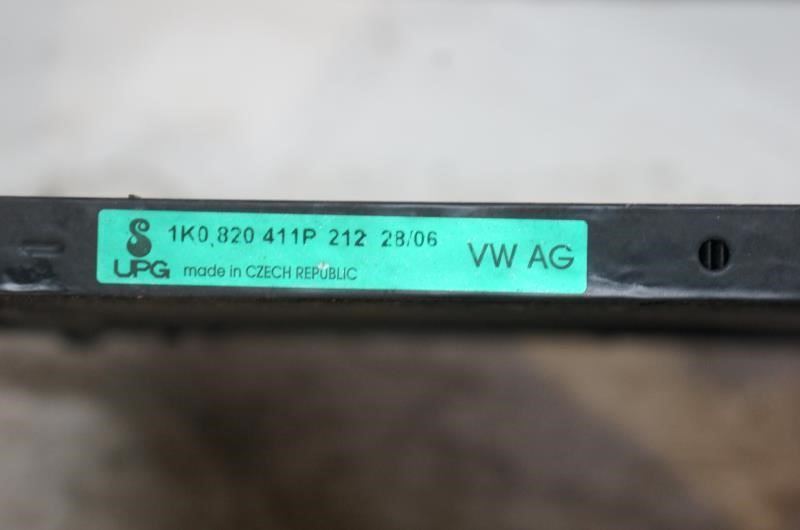 1K0 820 411P 212 28/06
UPG made in CZECH REPUBLIC
VW AG